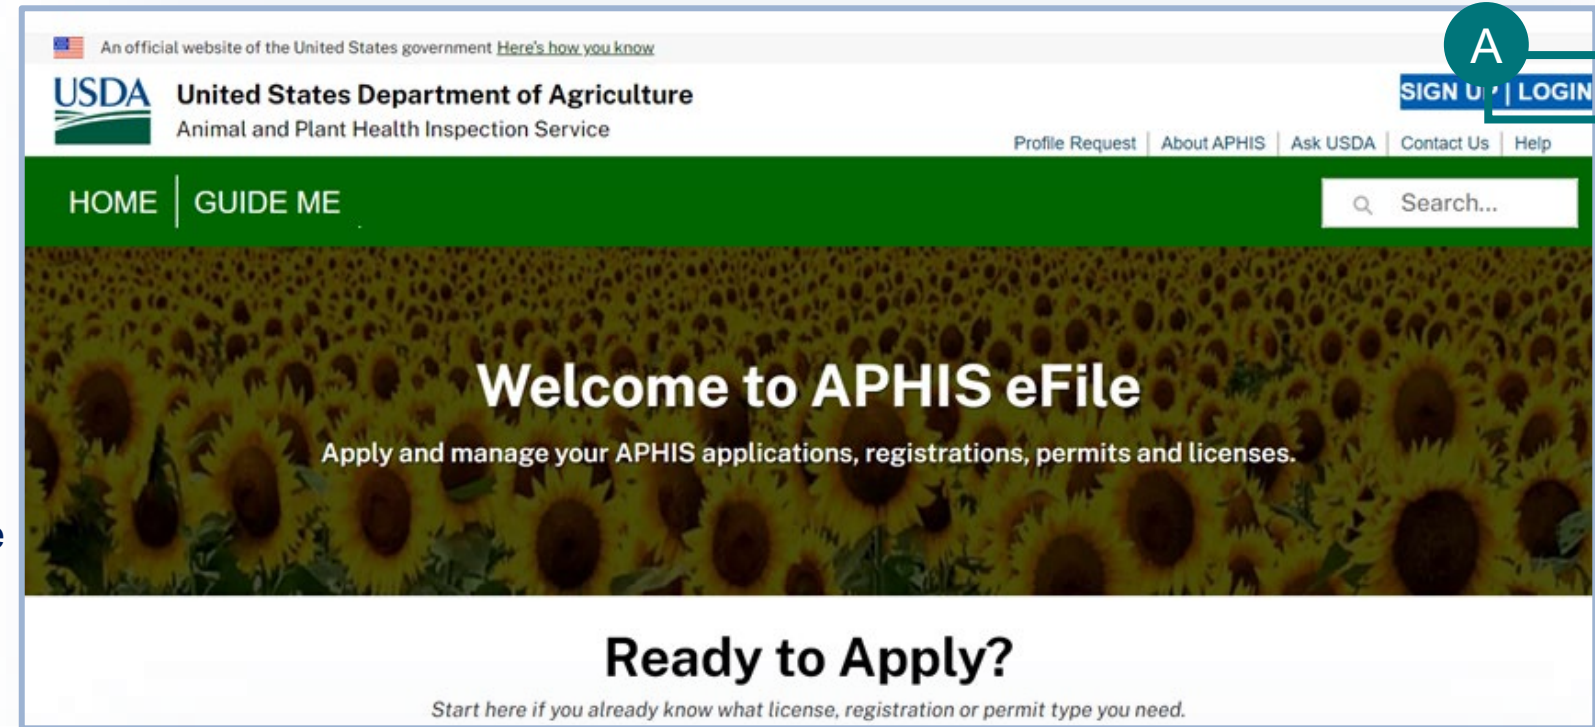 An official website of the United States government Here's how you know
A
USDA
United States Department of Agriculture
Animal and Plant Health Inspection Service
SIGN UP | LOGIN
Profile Request | About APHIS | Ask USDA | Contact Us | Help
HOME | GUIDE ME
Search...
Welcome to APHIS eFile
Apply and manage your APHIS applications, registrations, permits and licenses.
Ready to Apply?
Start here if you already know what license, registration or permit type you need.